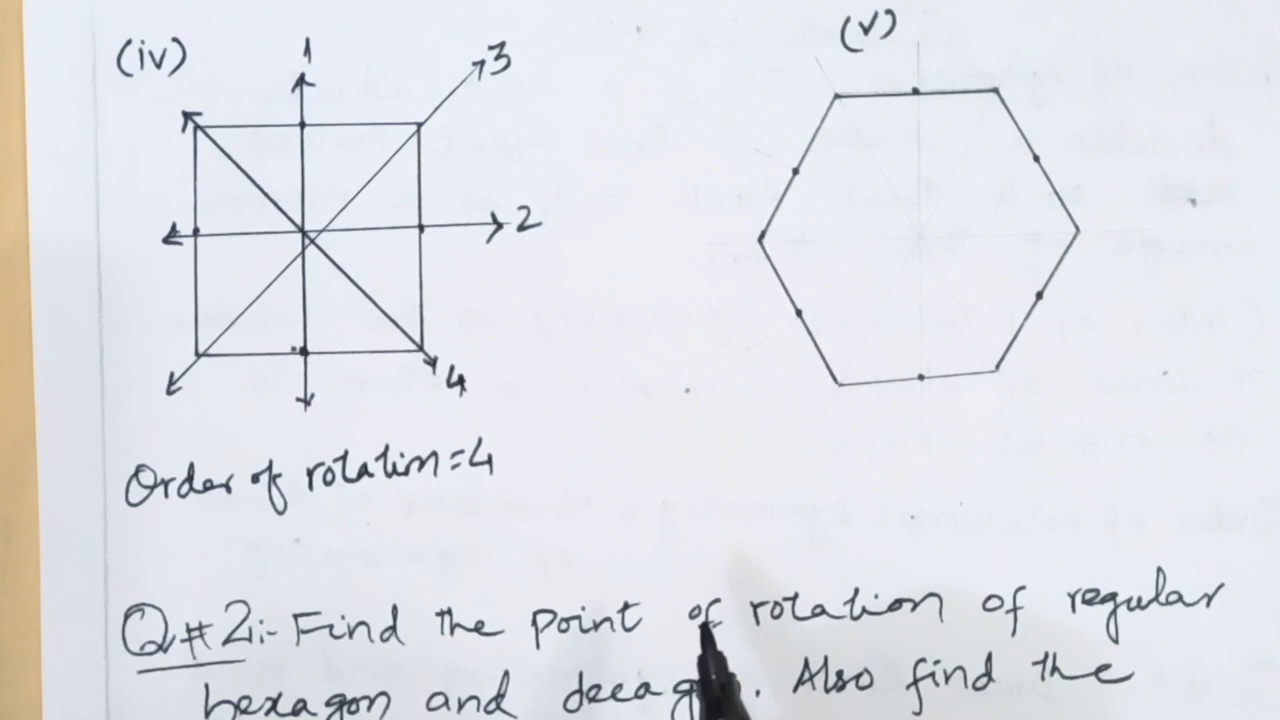 (iv)
(v)
1
3
2
4
Order of rotation=4
Q#2:- Find the point of rotation of regular
hexagon and . Also find the